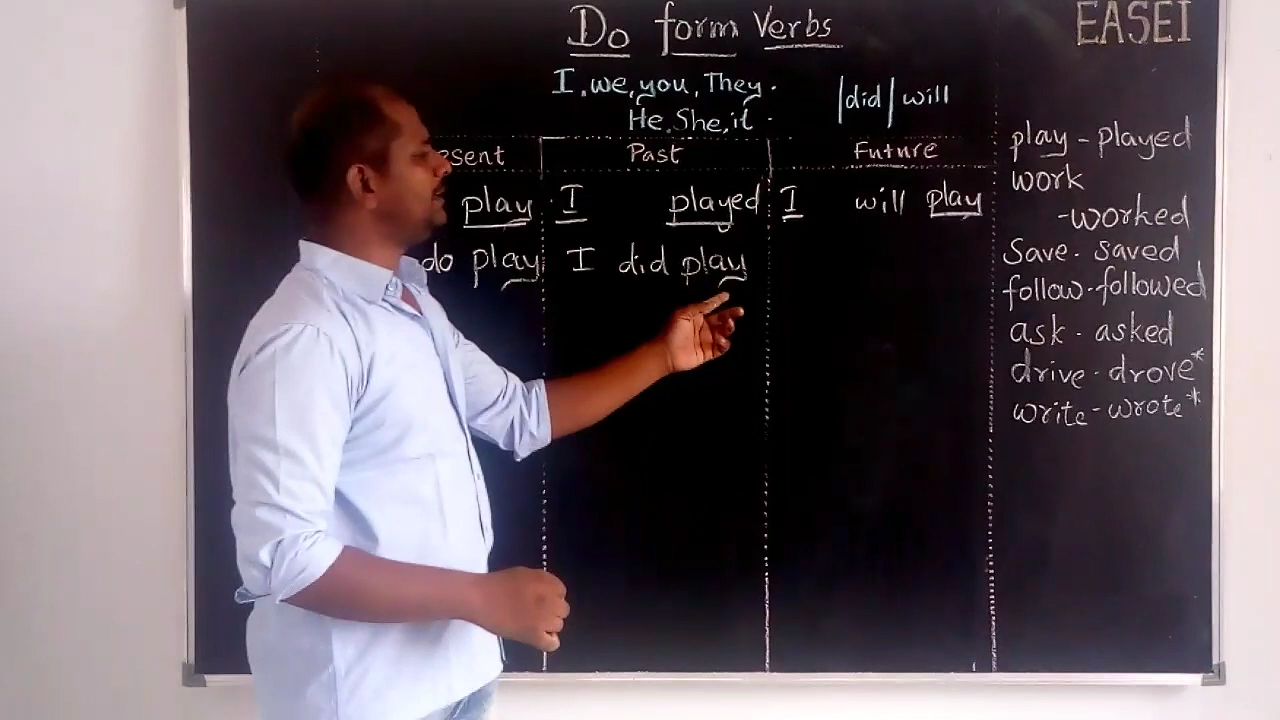 Do form Verbs
EASEI
I, we, you, They.
He, She, it.
/did/ will
esent Past Future
play I played I will play
do play I did play
play - played
work
- worked
Save - saved
follow - followed
ask - asked
drive - drove*
write - wrote*